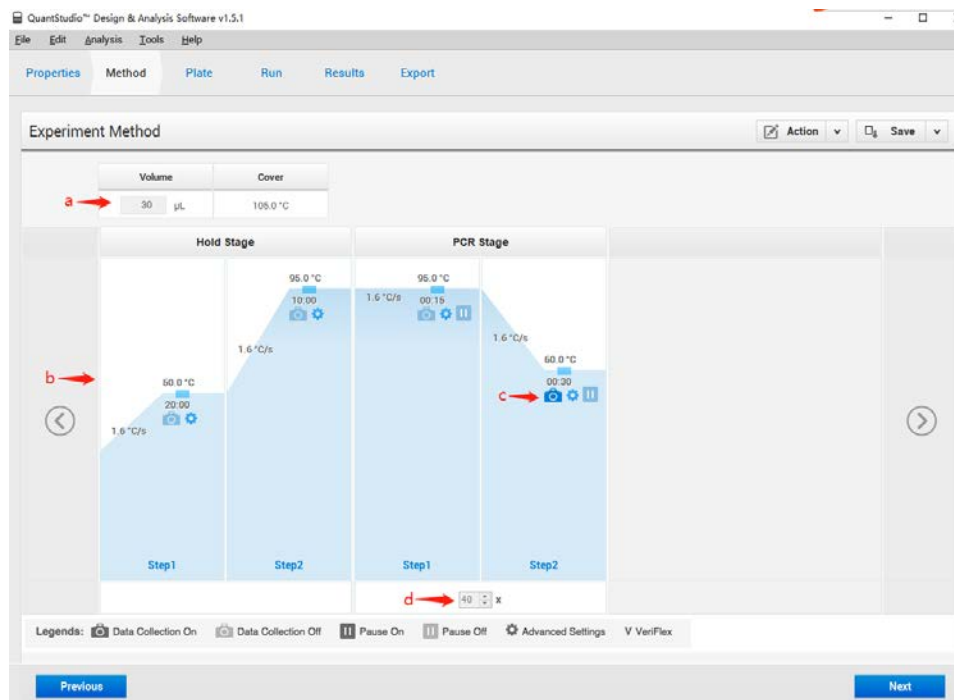 QuantStudio™ Design & Analysis Software v1.5.1
File Edit Analysis Tools Help
Properties Method Plate Run Results Export
Experiment Method
Action
Save
Volume Cover
a 30 μL 105.0 °C
Hold Stage PCR Stage
95.0 °C 95.0 °C
10:00 1.6 °C/s 00:15
1.6 °C/s
1.6 °C/s
60.0 °C
b
50.0 °C
00:30
c
20:00
1.6 °C/s
Step1 Step2 Step1 Step2
d 40 x
Legends: Data Collection On Data Collection Off Pause On Pause Off Advanced Settings V VeriFlex
Previous Next